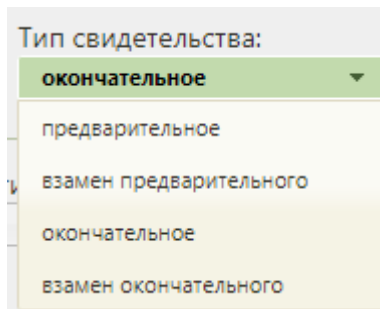 Тип свидетельства:
окончательное
предварительное
взамен предварительного
окончательное
взамен окончательного